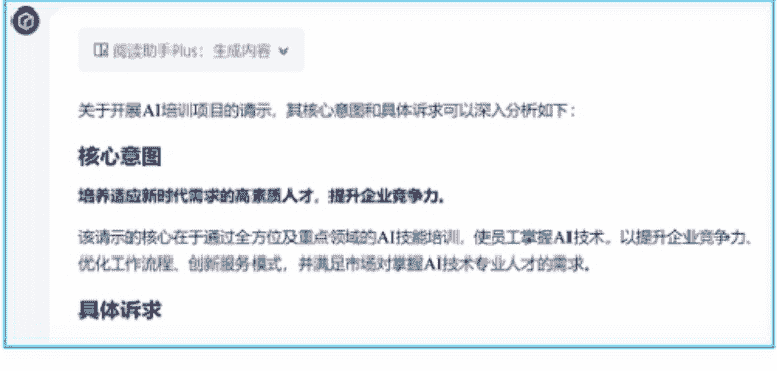 阅读助手Plus：生成内容
关于开展AI培训项目的请示，其核心意图和具体诉求可以深入分析如下：
核心意图
培养适应新时代需求的高素质人才，提升企业竞争力。
该请示的核心在于通过全方位及重点领域的AI技能培训，使员工掌握AI技术，以提升企业竞争力、
优化工作流程、创新服务模式，并满足市场对掌握AI技术专业人才的需求。
具体诉求